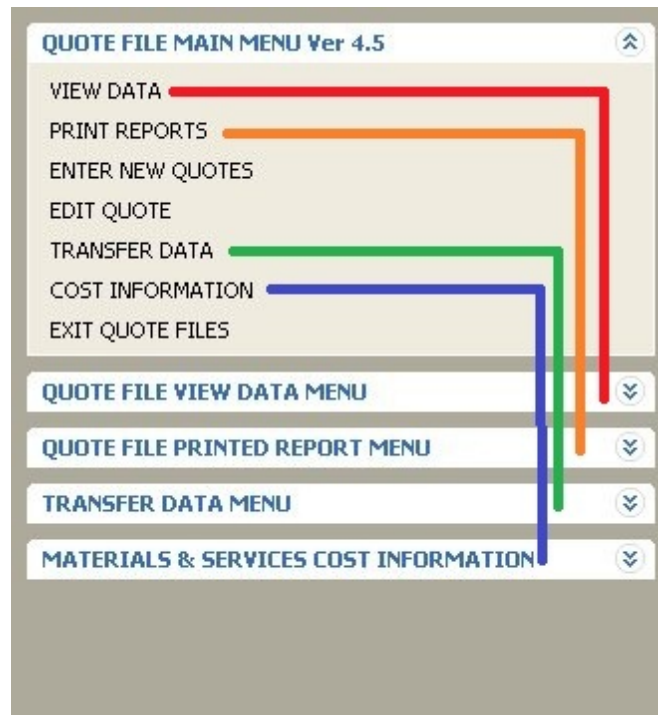 QUOTE FILE MAIN MENU Ver 4.5
VIEW DATA
PRINT REPORTS
ENTER NEW QUOTES
EDIT QUOTE
TRANSFER DATA
COST INFORMATION
EXIT QUOTE FILES
QUOTE FILE VIEW DATA MENU
QUOTE FILE PRINTED REPORT MENU
TRANSFER DATA MENU
MATERIALS & SERVICES COST INFORMATION